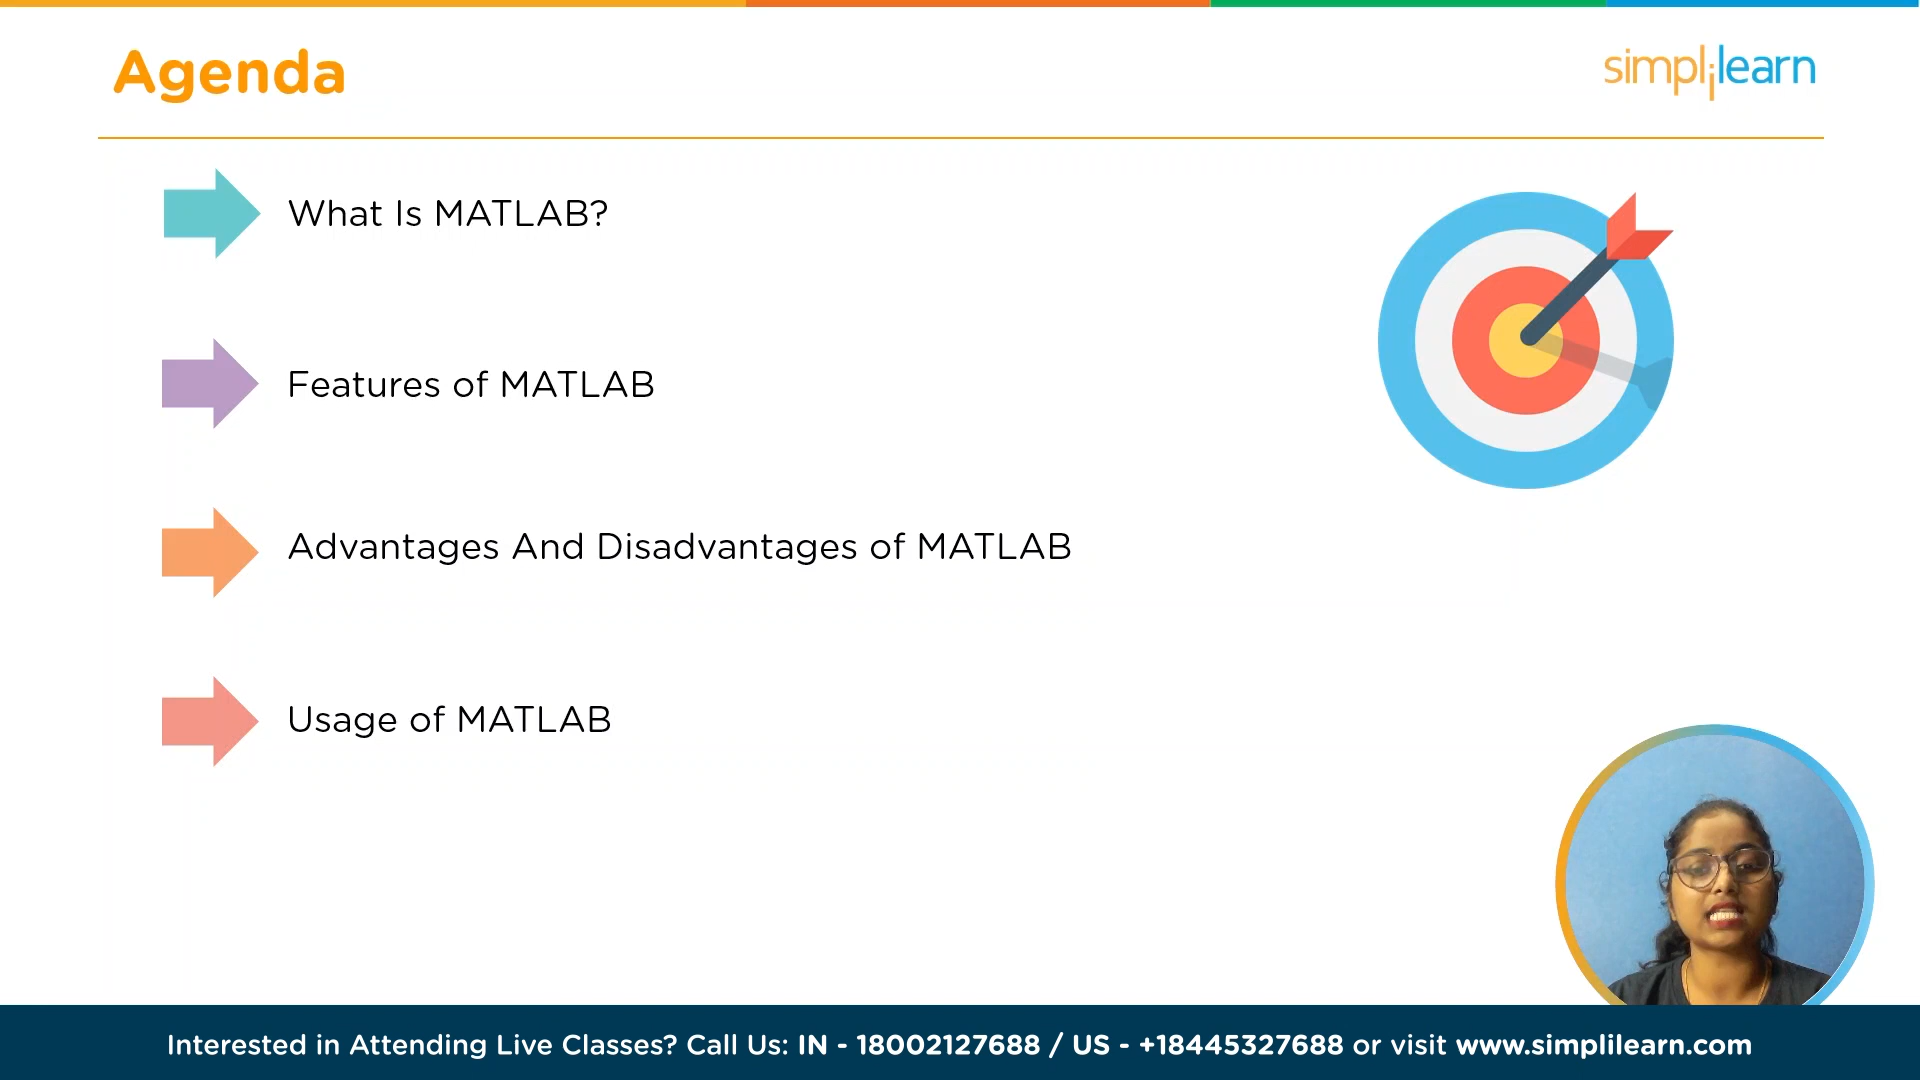 Agenda
simplilearn
What Is MATLAB?
Features of MATLAB
Advantages And Disadvantages of MATLAB
Usage of MATLAB
Interested in Attending Live Classes? Call Us: IN - 18002127688 / US - +18445327688 or visit www.simplilearn.com